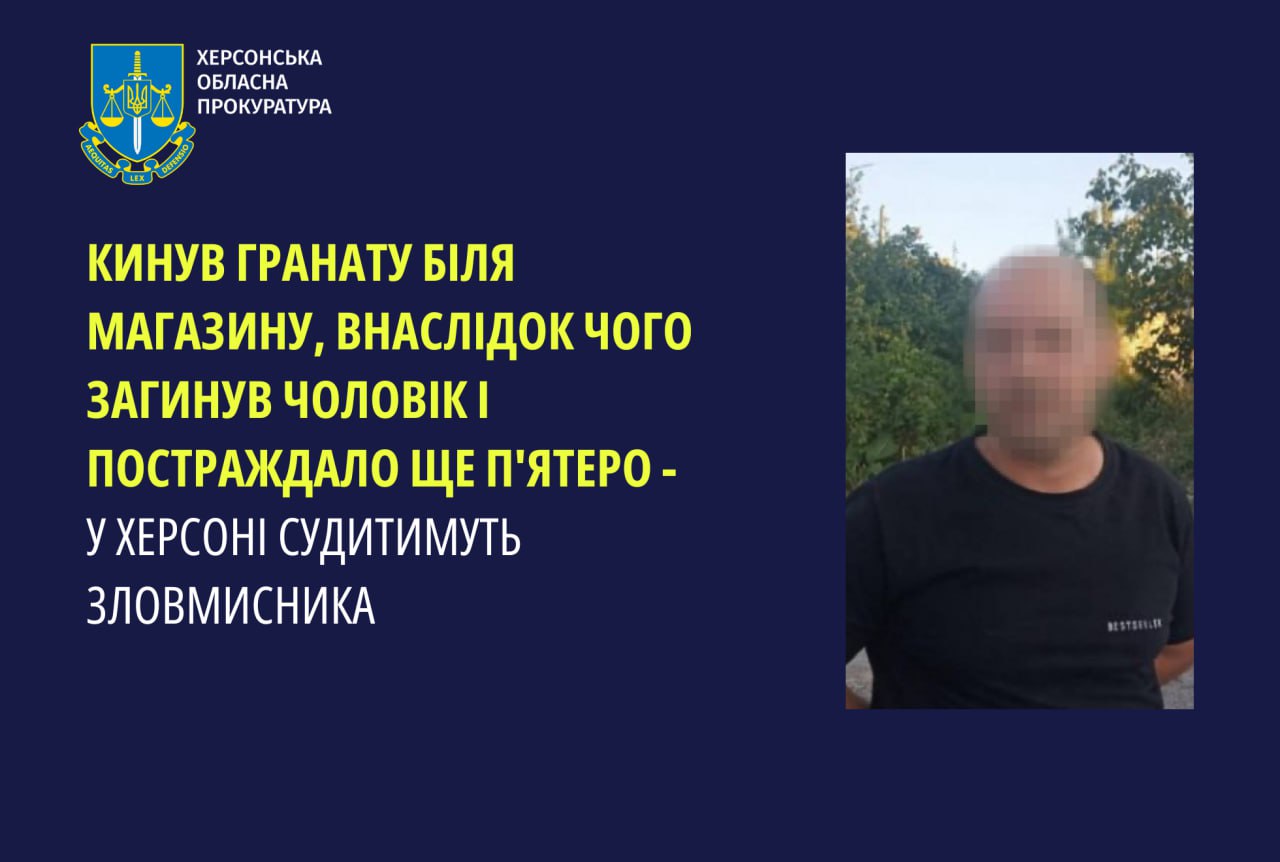 ХЕРСОНСЬКА
ОБЛАСНА
ПРОКУРАТУРА
AEQUITAS LEX DEFENSIO
КИНУВ ГРАНАТУ БІЛЯ
МАГАЗИНУ, ВНАСЛІДОК ЧОГО
ЗАГИНУВ ЧОЛОВІК І
ПОСТРАЖДАЛО ЩЕ П'ЯТЕРО -
У ХЕРСОНІ СУДИТИМУТЬ
ЗЛОВМИСНИКА
BESTSELLER